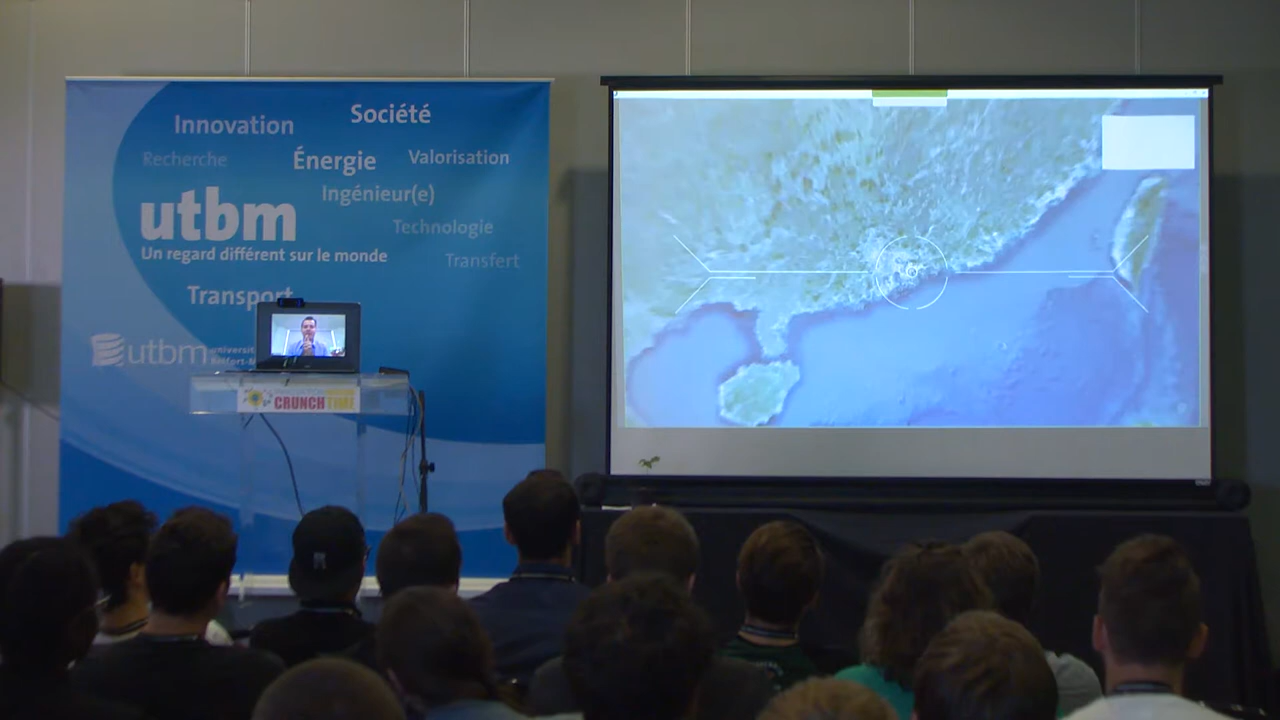 Société
Innovation
Recherche
Énergie
Valorisation
Ingénieur(e)
utbm
Technologie
Un regard différent sur le monde
Transfert
Transport
utbm
CRUNCH TIME